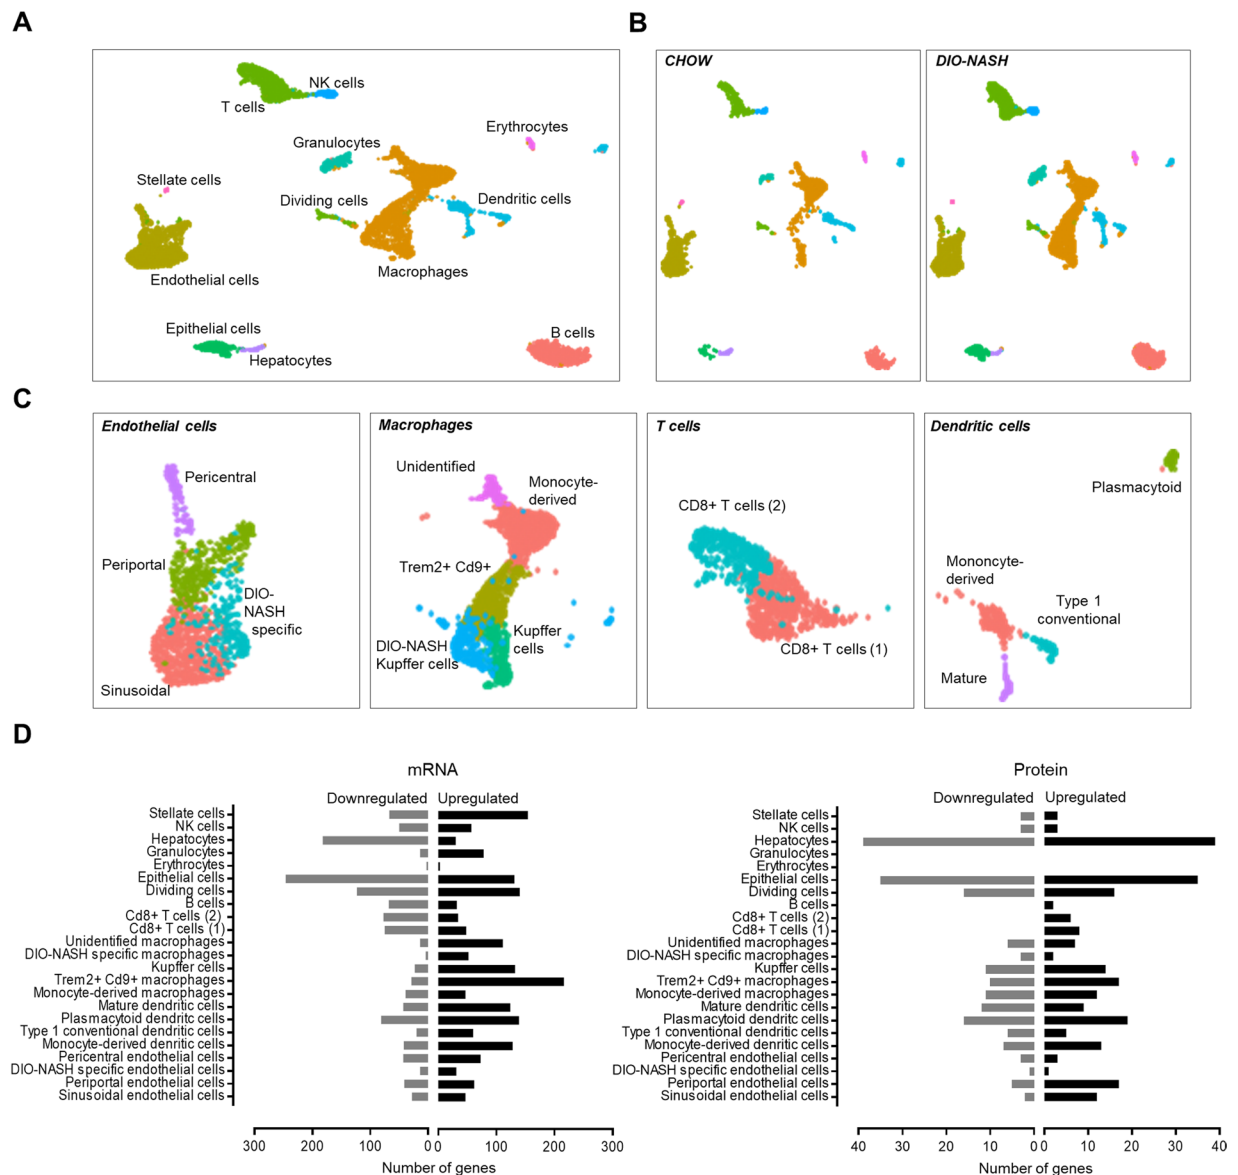 A
NK cells
T cells
Granulocytes
Erythrocytes
Stellate cells
Dividing cells
Dendritic cells
Macrophages
Endothelial cells
Epithelial cells
Hepatocytes
B cells
B
CHOW
DIO-NASH
C
Endothelial cells
Pericentral
Periportal
DIO-
NASH
specific
Sinusoidal
Macrophages
Unidentified
Monocyte-
derived
Trem2+ Cd9+
DIO-NASH
Kupffer cells
Kupffer
cells
T cells
CD8+ T cells (2)
CD8+ T cells (1)
Dendritic cells
Plasmacytoid
Mononcyte-
derived
Type 1
conventional
Mature
D
mRNA
Downregulated
Upregulated
Stellate cells
NK cells
Hepatocytes
Granulocytes
Erythrocytes
Epithelial cells
Dividing cells
B cells
Cd8+ T cells (2)
Cd8+ T cells (1)
Unidentified macrophages
DIO-NASH specific macrophages
Kupffer cells
Trem2+ Cd9+ macrophages
Monocyte-derived macrophages
Mature dendritic cells
Plasmacytoid dendritc cells
Type 1 conventional dendritic cells
Monocyte-derived denritic cells
Pericentral endothelial cells
DIO-NASH specific endothelial cells
Periportal endothelial cells
Sinusoidal endothelial cells
300 200 100 0 0 100 200 300
Number of genes
Protein
Downregulated
Upregulated
Stellate cells
NK cells
Hepatocytes
Granulocytes
Erythrocytes
Epithelial cells
Dividing cells
B cells
Cd8+ T cells (2)
Cd8+ T cells (1)
Unidentified macrophages
DIO-NASH specific macrophages
Kupffer cells
Trem2+ Cd9+ macrophages
Monocyte-derived macrophages
Mature dendritic cells
Plasmacytoid dendritc cells
Type 1 conventional dendritic cells
Monocyte-derived denritic cells
Pericentral endothelial cells
DIO-NASH specific endothelial cells
Periportal endothelial cells
Sinusoidal endothelial cells
40 30 20 10 0 0 10 20 30 40
Number of genes